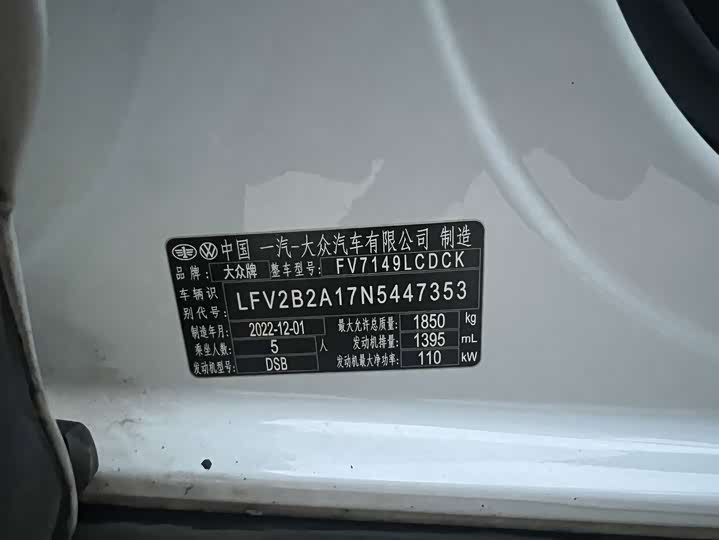 中国 一汽-大众汽车有限公司 制造
品牌: 大众牌 整车型号: FV7149LCDCK
车辆识别代号: LFV2B2A17N5447353
制造年月: 2022-12-01 最大允许总质量: 1850 kg
乘坐人数: 5 人 发动机排量: 1395 mL
发动机型号: DSB 发动机最大净功率: 110 kW